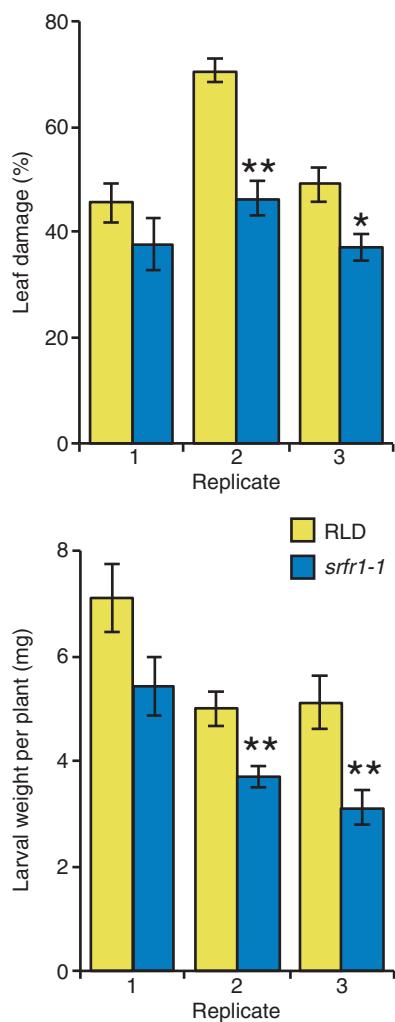 Leaf damage (%)
80
60
40
20
0
**
*
1 2 3
Replicate
RLD
srfr1-1
Larval weight per plant (mg)
8
6
4
2
0
**
**
1 2 3
Replicate